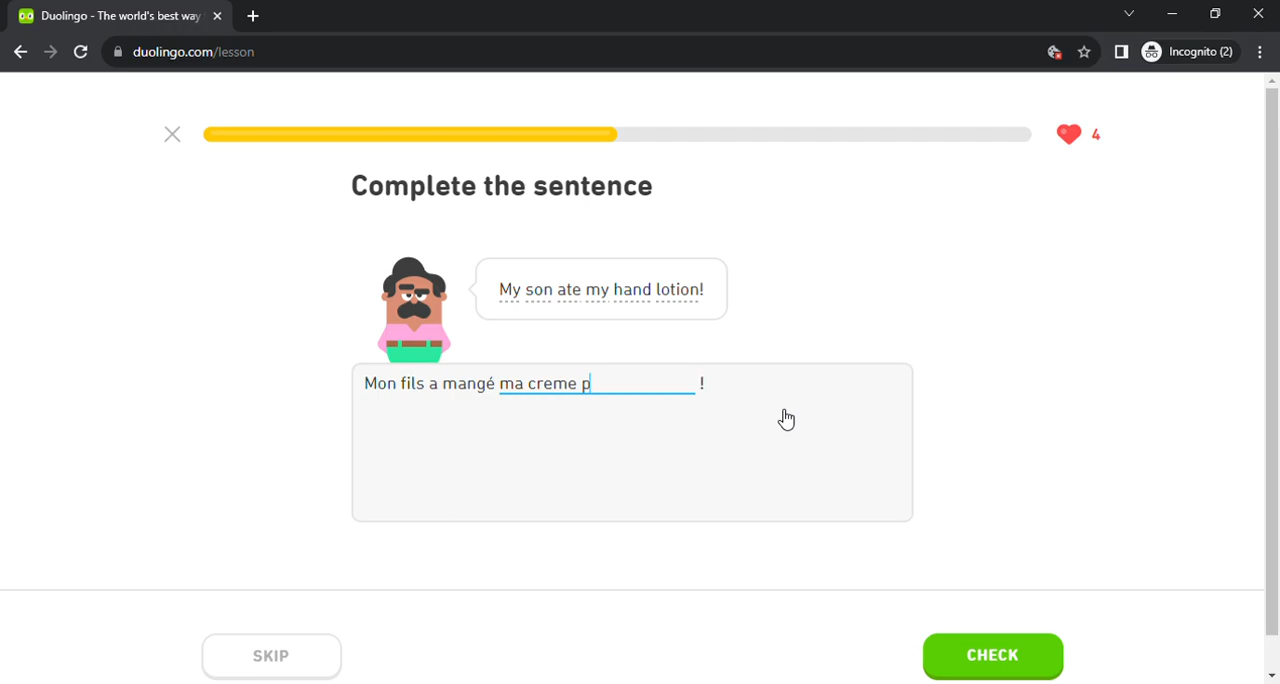 Duolingo - The world's best way
duolingo.com/lesson
Incognito (2)
4
Complete the sentence
My son ate my hand lotion!
Mon fils a mangé ma creme p !
SKIP
CHECK